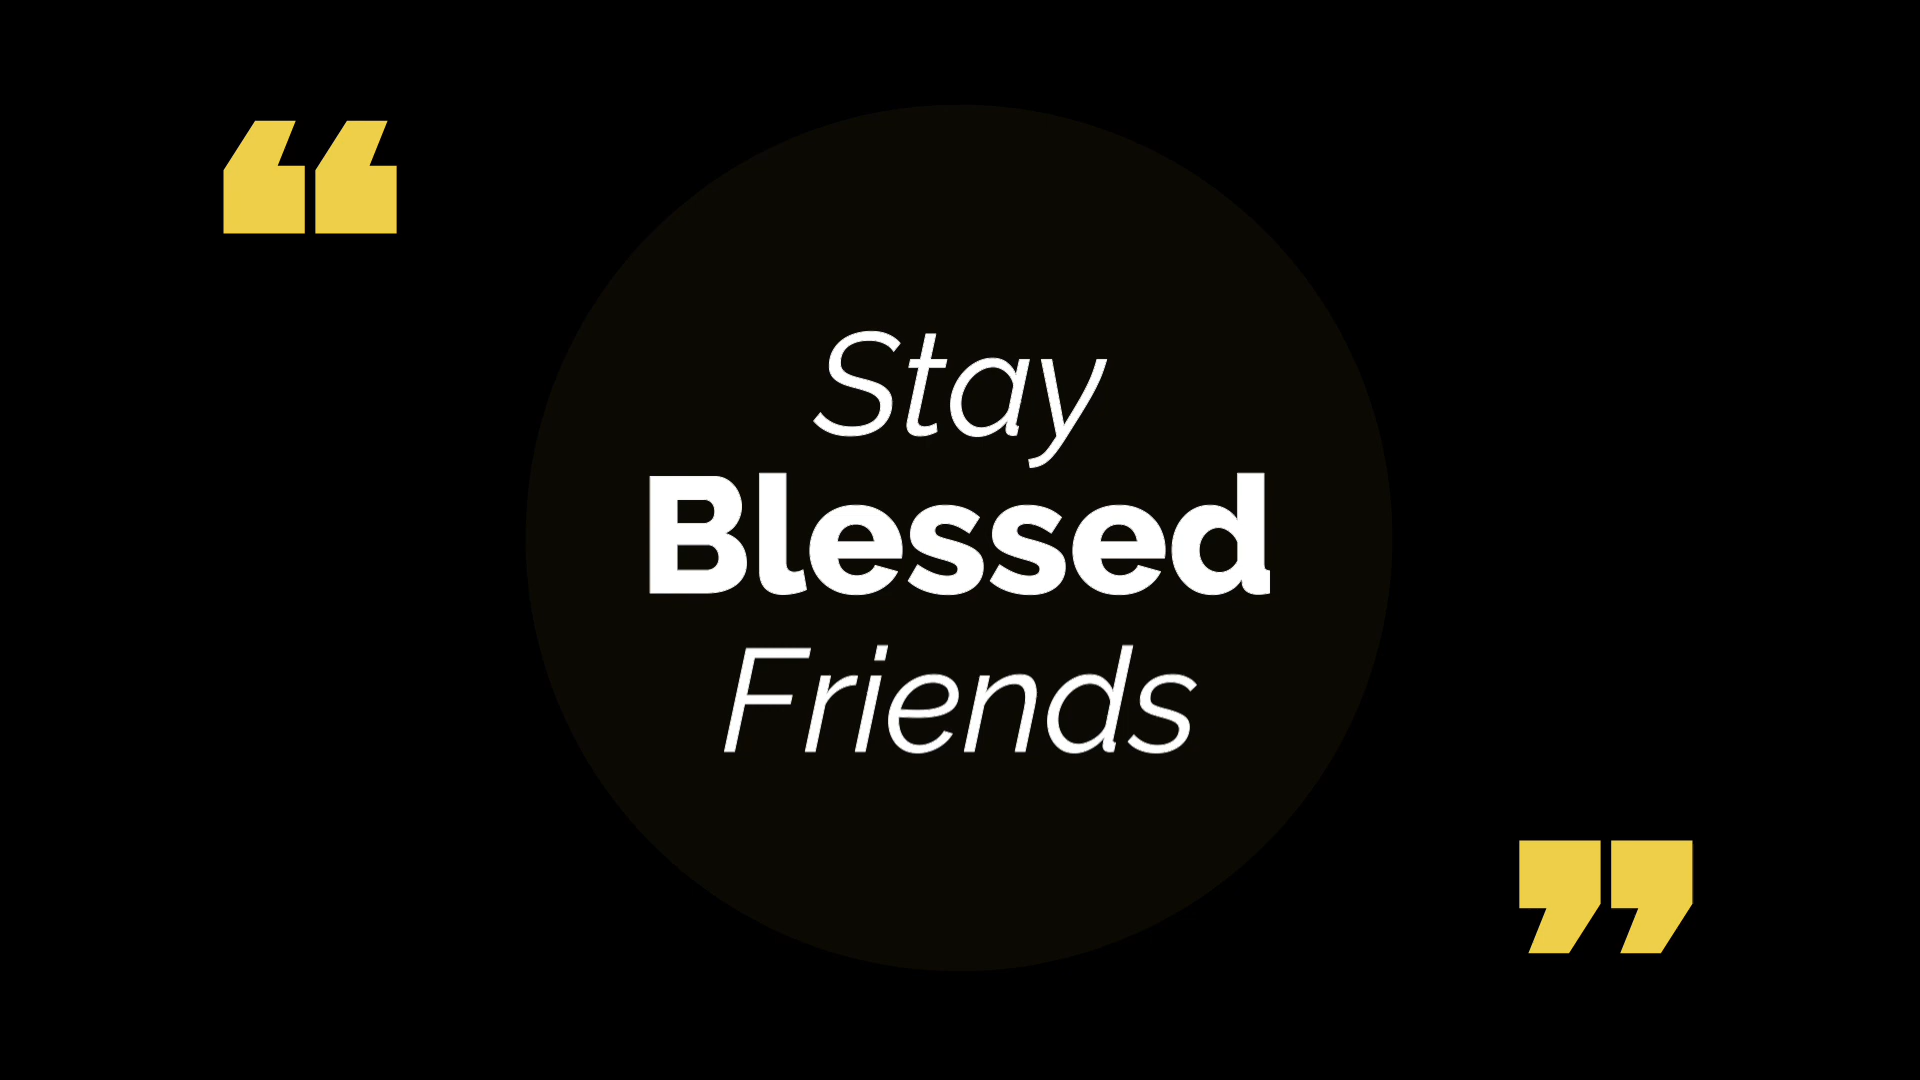 “
Stay
Blessed
Friends
”